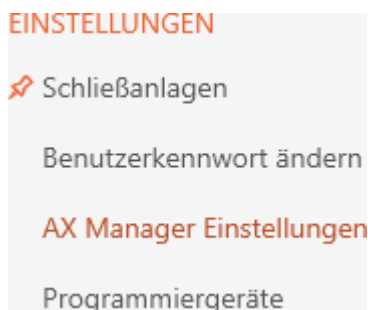 EINSTELLUNGEN
Schließanlagen
Benutzerkennwort ändern
AX Manager Einstellungen
Programmiergeräte